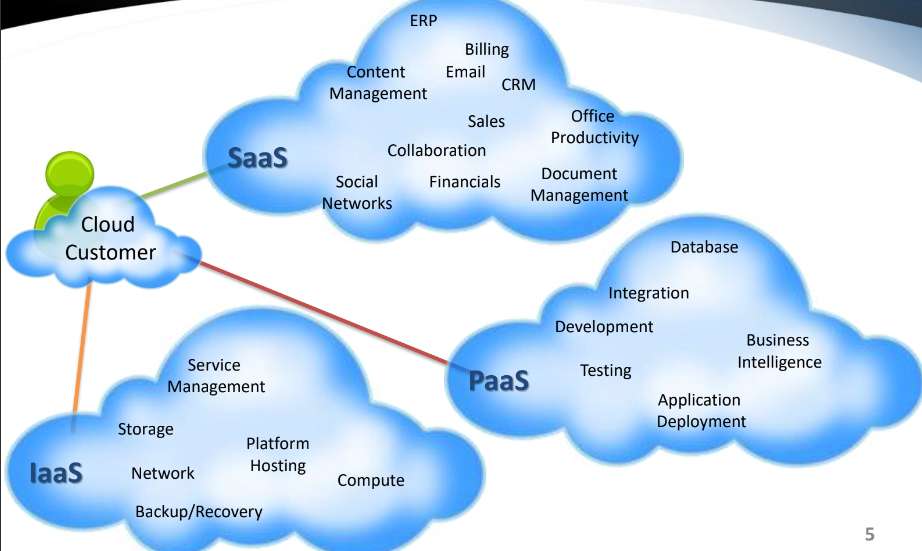 ERP
Billing
Content
Management
Email
CRM
Sales
Office
Productivity
SaaS
Collaboration
Social
Networks
Financials
Document
Management
Cloud
Customer
Database
Integration
Development
Business
Intelligence
PaaS
Testing
Application
Deployment
Service
Management
Storage
Platform
Hosting
IaaS
Network
Compute
Backup/Recovery
5